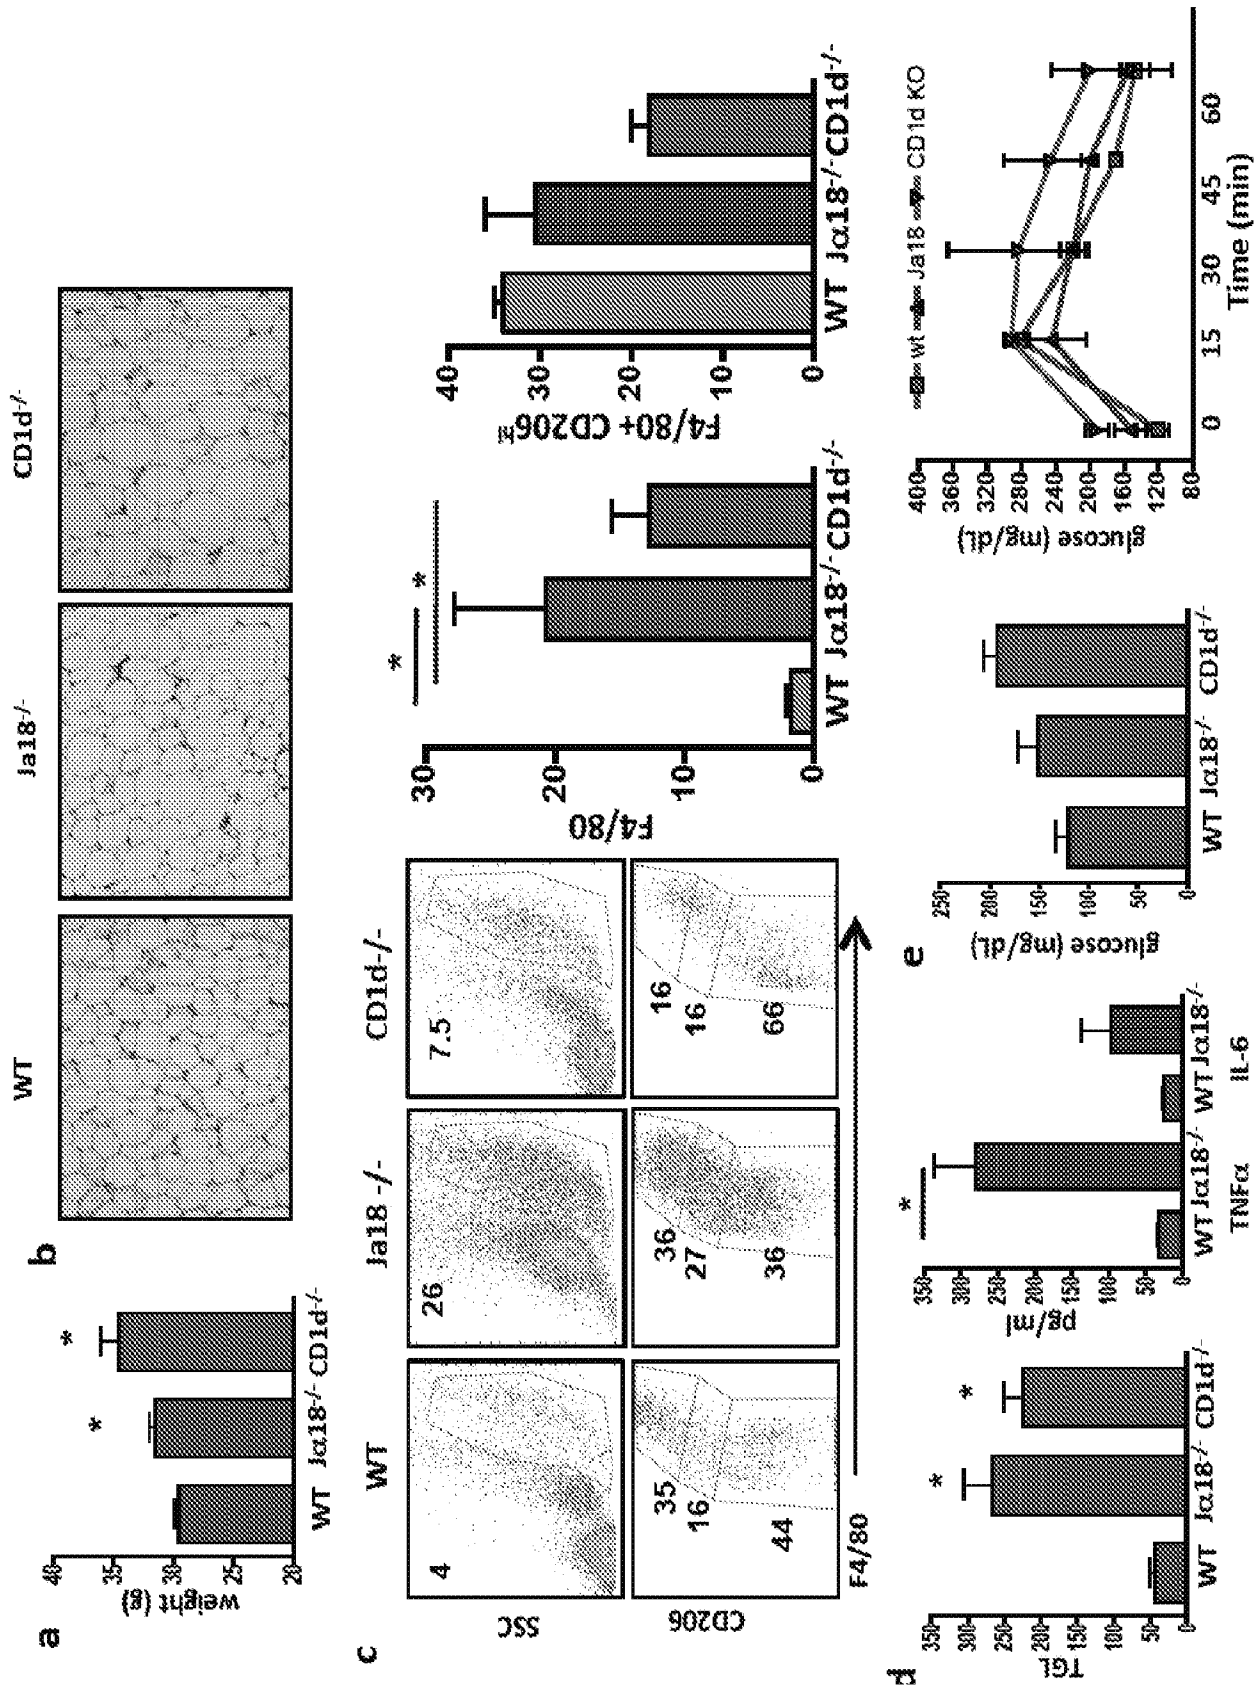 a
weight (g)
40
35
30
25
20
WT Jα18-/- CD1d-/-
* *
b
WT Ja18-/- CD1d-/-
c
WT Ja18 -/- CD1d-/-
SSC
4 26 7.5
CD206
35 16 44
36 27 36
16 16 66
F4/80
F4/80
30
20
10
0
* *
WT Jα18-/- CD1d-/-
F4/80+ CD206hi
40
30
20
10
0
WT Jα18-/- CD1d-/-
d
TGL
350
300
250
200
150
100
50
0
* *
WT Jα18-/- CD1d-/-
pg/ml
350
300
250
200
150
100
50
0
*
WT Jα18-/- WT Jα18-/-
TNFα IL-6
e
glucose (mg/dL)
250
200
150
100
50
0
WT Jα18-/- CD1d-/-
glucose (mg/dL)
400
360
320
280
240
200
160
120
80
wt Ja18 CD1d KO
0 15 30 45 60
Time (min)